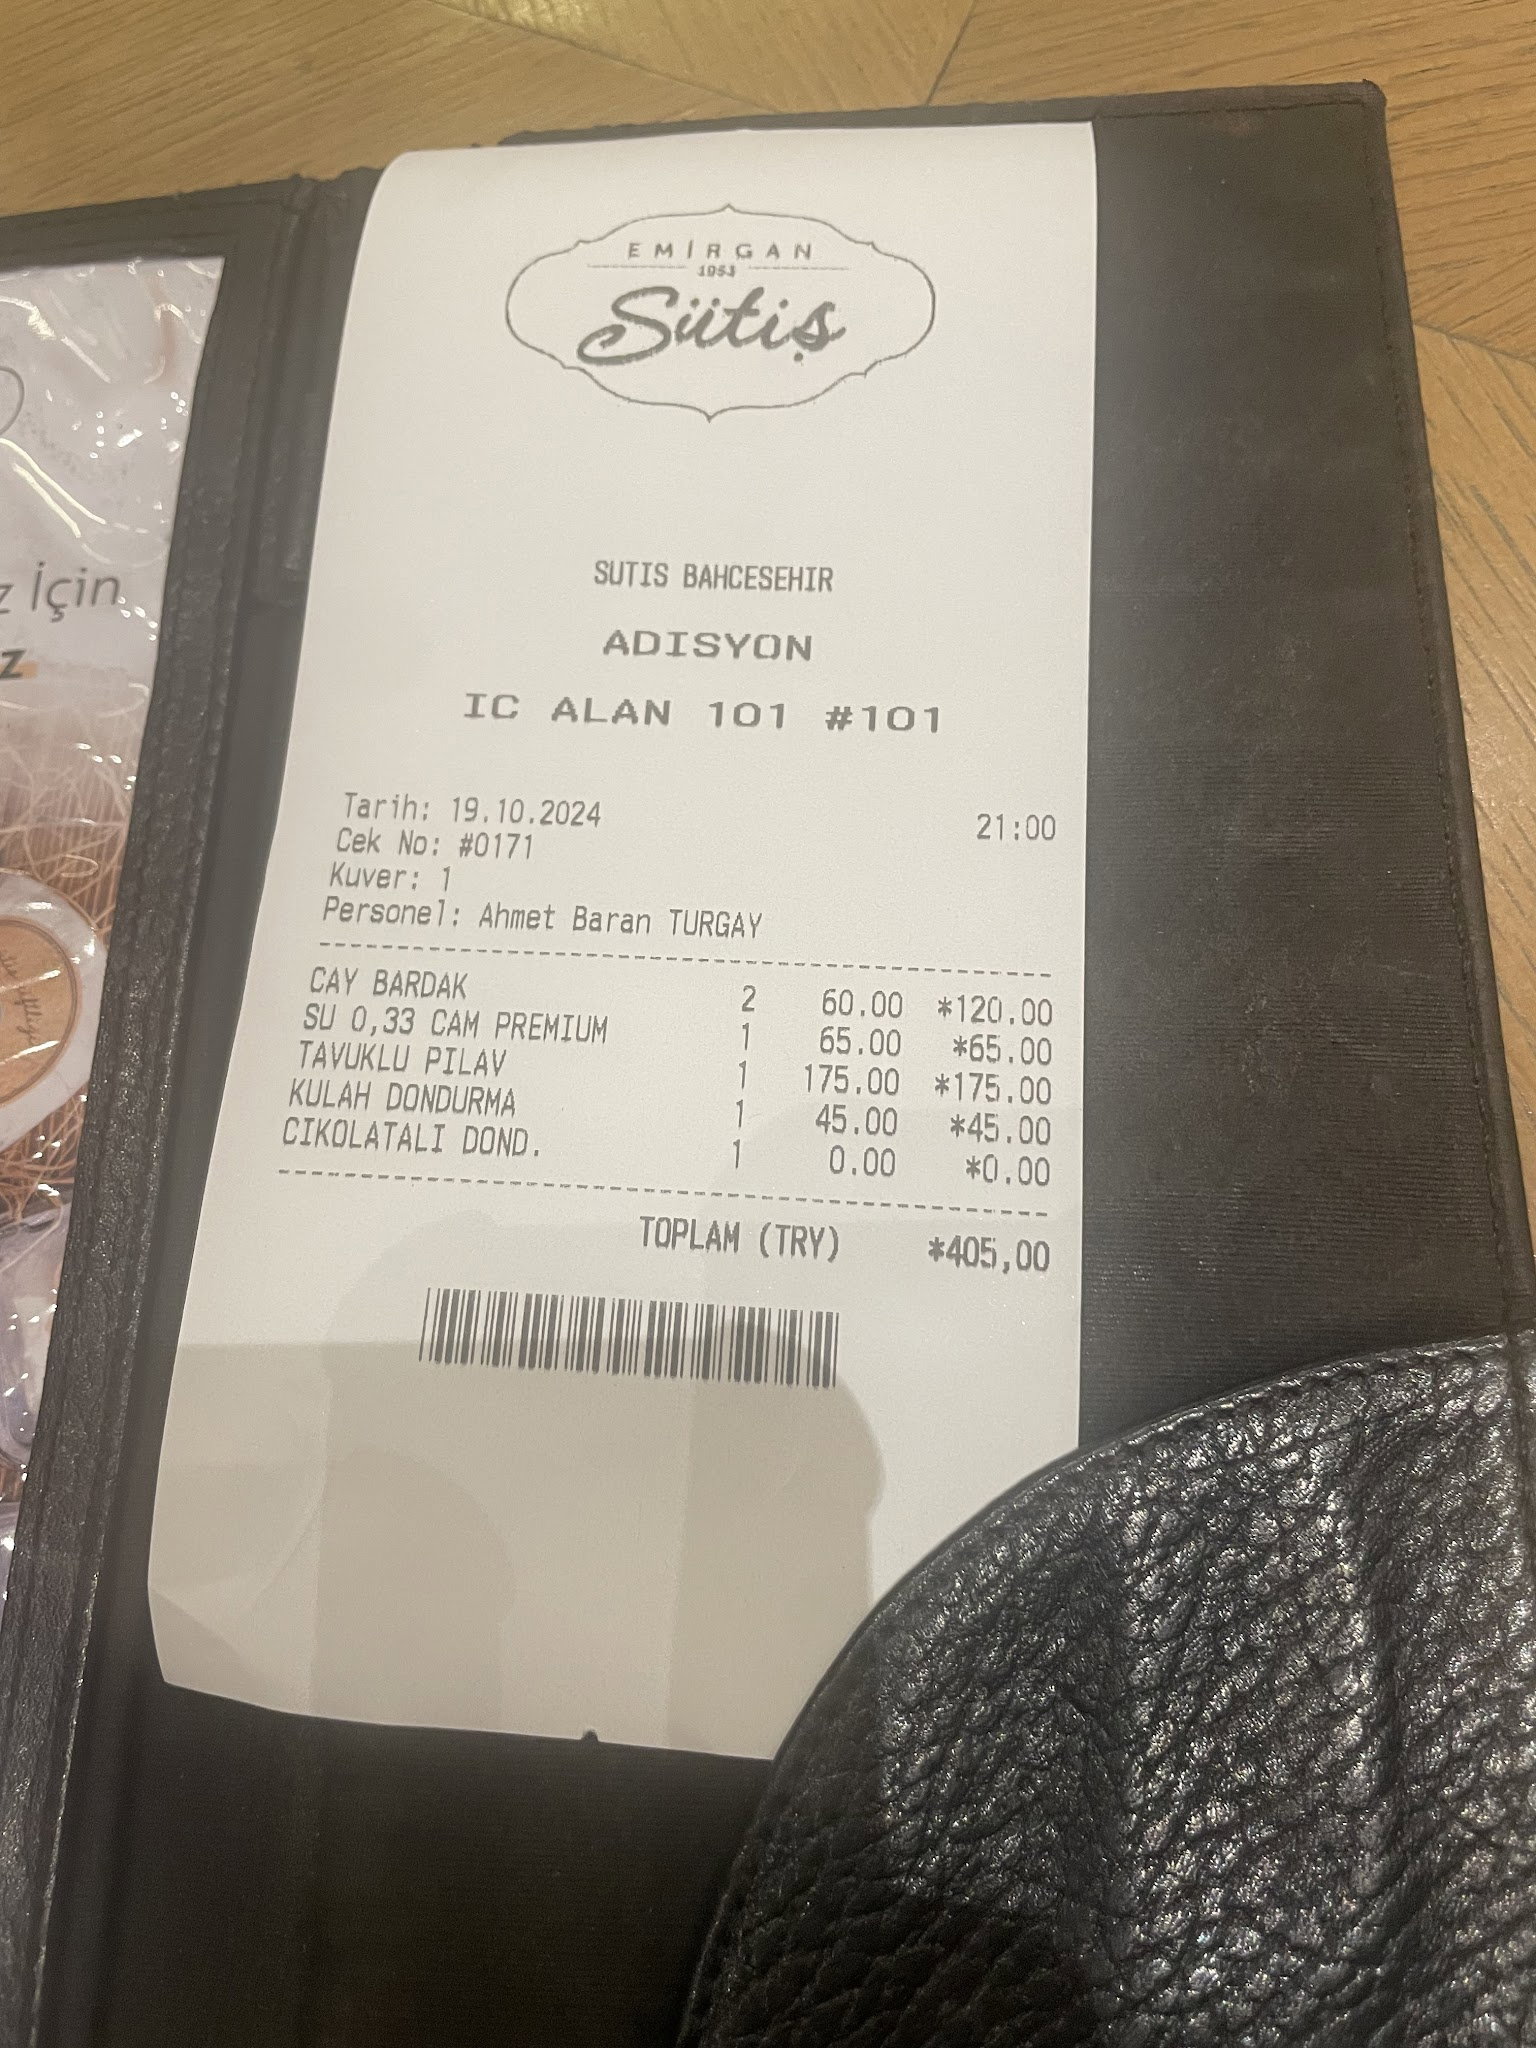 EMİRGAN
1953
Sütiş
SUTIS BAHCESEHIR
ADISYON
IC ALAN 101 #101
Tarih: 19.10.2024 21:00
Cek No: #0171
Kuver: 1
Personel: Ahmet Baran TURGAY
CAY BARDAK 2 60.00 *120.00
SU 0,33 CAM PREMIUM 1 65.00 *65.00
TAVUKLU PILAV 1 175.00 *175.00
KULAH DONDURMA 1 45.00 *45.00
CIKOLATALI DOND. 1 0.00 *0.00
TOPLAM (TRY) *405,00
z İçin
z